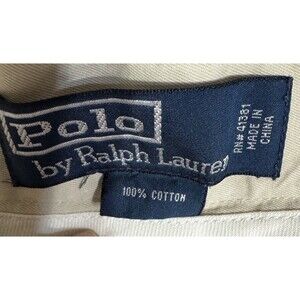 Polo
by Ralph Lauren
RN# 41381
MADE IN
CHINA
100% COTTON